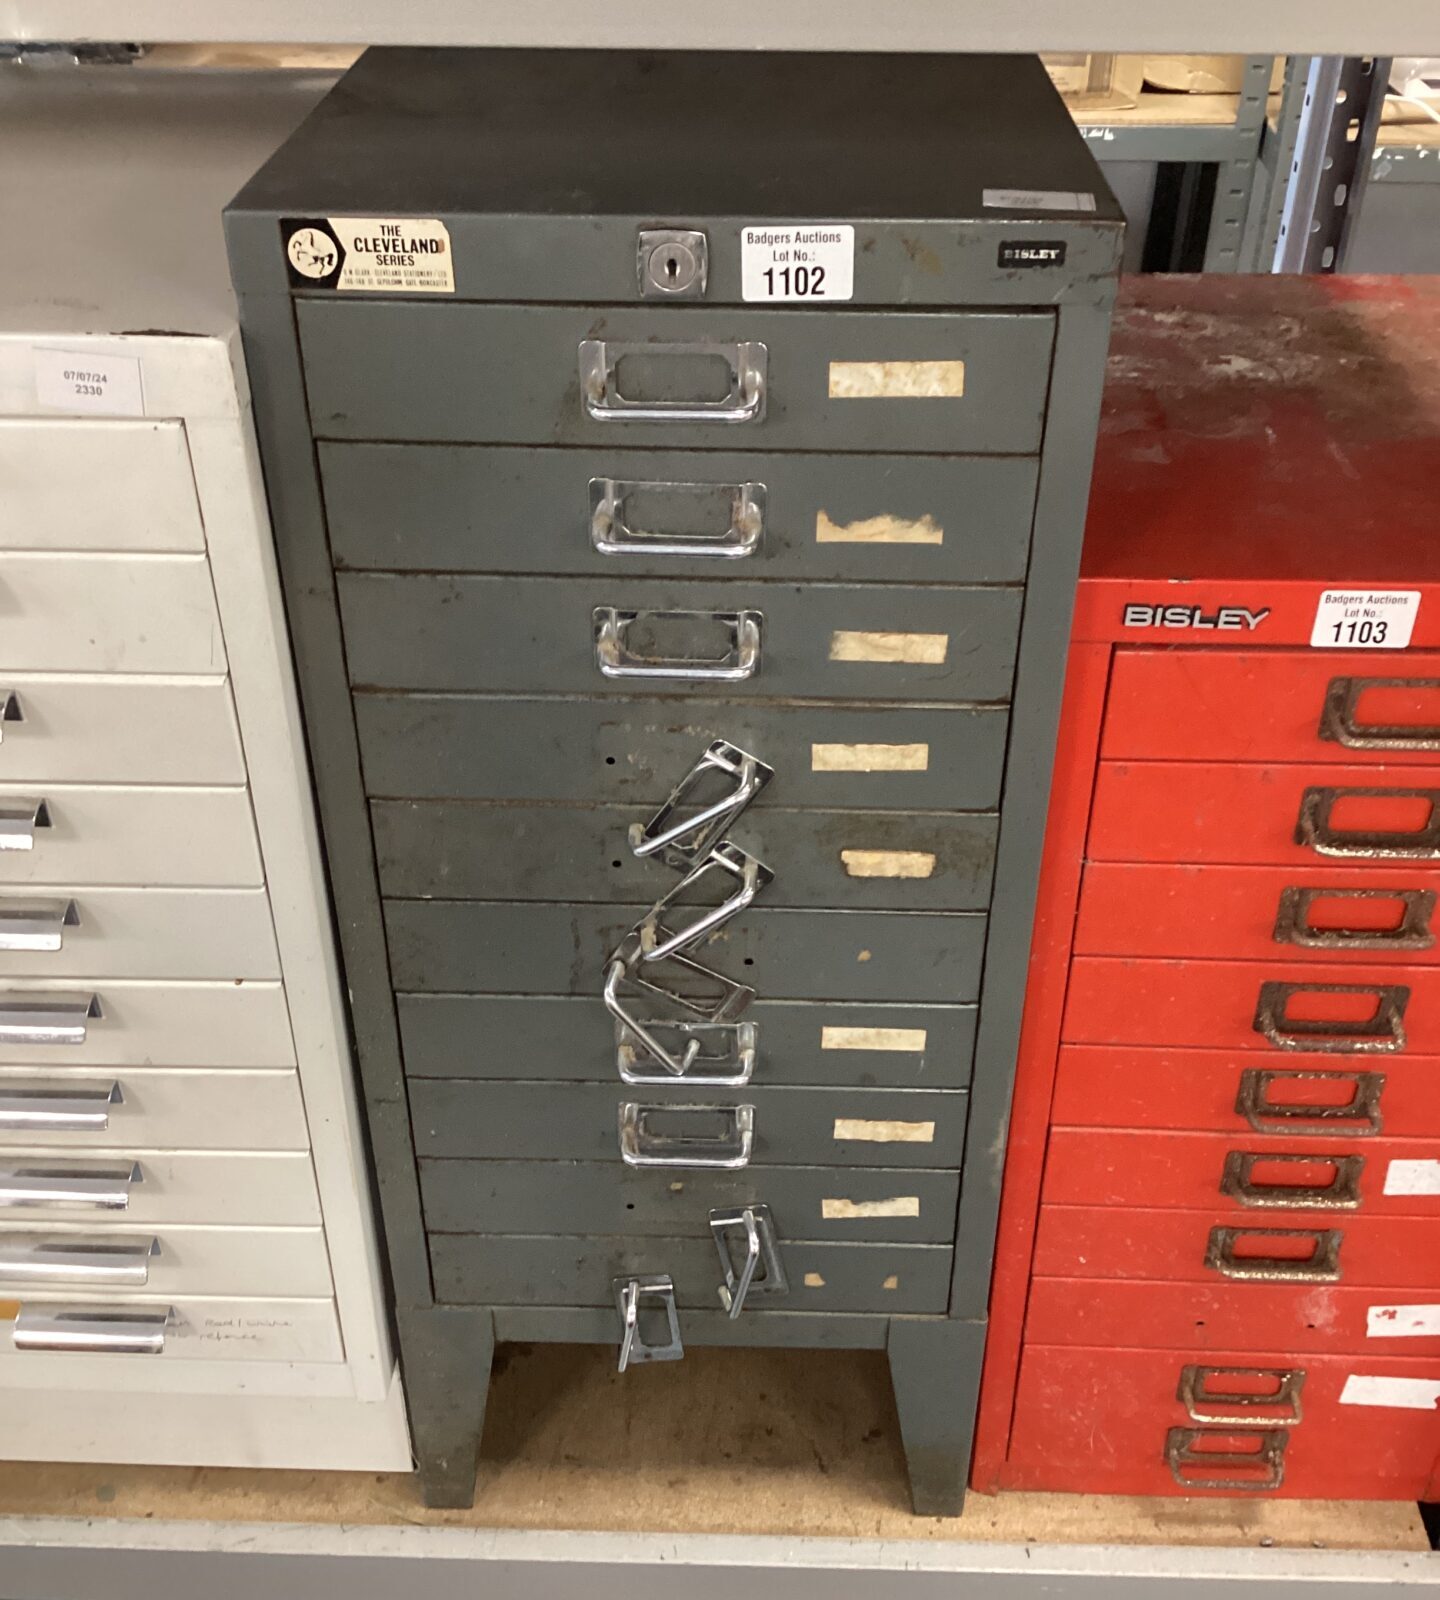 THE
CLEVELAND
SERIES
Badgers Auctions
Lot No.:
1102
BISLEY
07/07/24
2330
BISLEY
Badgers Auctions
Lot No.:
1103